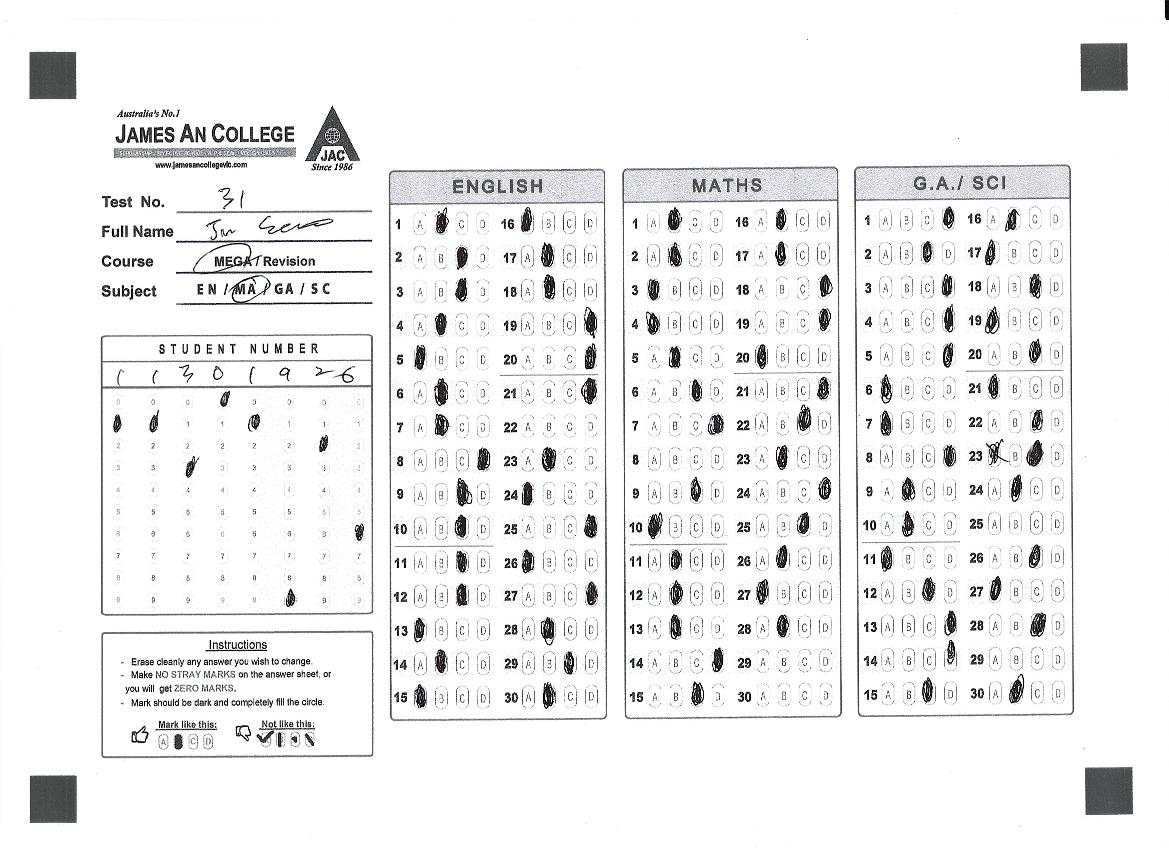 Australia's No.1
JAMES AN COLLEGE
www.jamesancollegevic.com
JAC
Since 1986
Test No. 31
Full Name
Course MEGA / Revision
Subject EN / MA / GA / SC
STUDENT NUMBER
1 1 3 0 1 9 2 6
0 0 0 0 0 0 0
1 1 1 1 1
2 2 2 2 2 2 2
3 3 3 3 3 3 3
4 4 4 4 4 4 4 4
5 5 5 5 5 5 5 5
6 6 6 6 6 6 6
7 7 7 7 7 7 7 7
8 8 8 8 8 8 8 8
9 9 9 9 9 9 9
Instructions
- Erase cleanly any answer you wish to change.
- Make NO STRAY MARKS on the answer sheet, or
you will get ZERO MARKS.
- Mark should be dark and completely fill the circle.
Mark like this: Not like this:
A C D
ENGLISH
1 A C D 16 B C D
2 A B D 17 A C D
3 A B D 18 A C D
4 A C D 19 A B C
5 B C D 20 A B C
6 A C D 21 A B C
7 A C D 22 A B C D
8 A B C 23 A C D
9 A B D 24 B C D
10 A B D 25 A B C
11 A B D 26 B C D
12 A B D 27 A B C
13 B C D 28 A C D
14 A C D 29 A B D
15 B C D 30 A C D
MATHS
1 A C D 16 A C D
2 A C D 17 A C D
3 B C D 18 A B C
4 B C D 19 A B C
5 A C D 20 B C D
6 A B D 21 A B C
7 A B C 22 A B D
8 A B C D 23 A C D
9 A B D 24 A B C
10 B C D 25 A B D
11 A C D 26 A C D
12 A C D 27 B C D
13 A C D 28 A C D
14 A B C 29 A B C D
15 A B D 30 A B C D
G.A./ SCI
1 A B C 16 A C D
2 A B D 17 B C D
3 A B C 18 A B D
4 A B C 19 B C D
5 A B C 20 A B D
6 B C D 21 B C D
7 B C D 22 A B D
8 A B C 23 B D
9 A C D 24 A C D
10 A C D 25 A B C D
11 B C D 26 A B D
12 A B D 27 B C D
13 A B C 28 A B D
14 A B C 29 A B C D
15 A B D 30 A C D